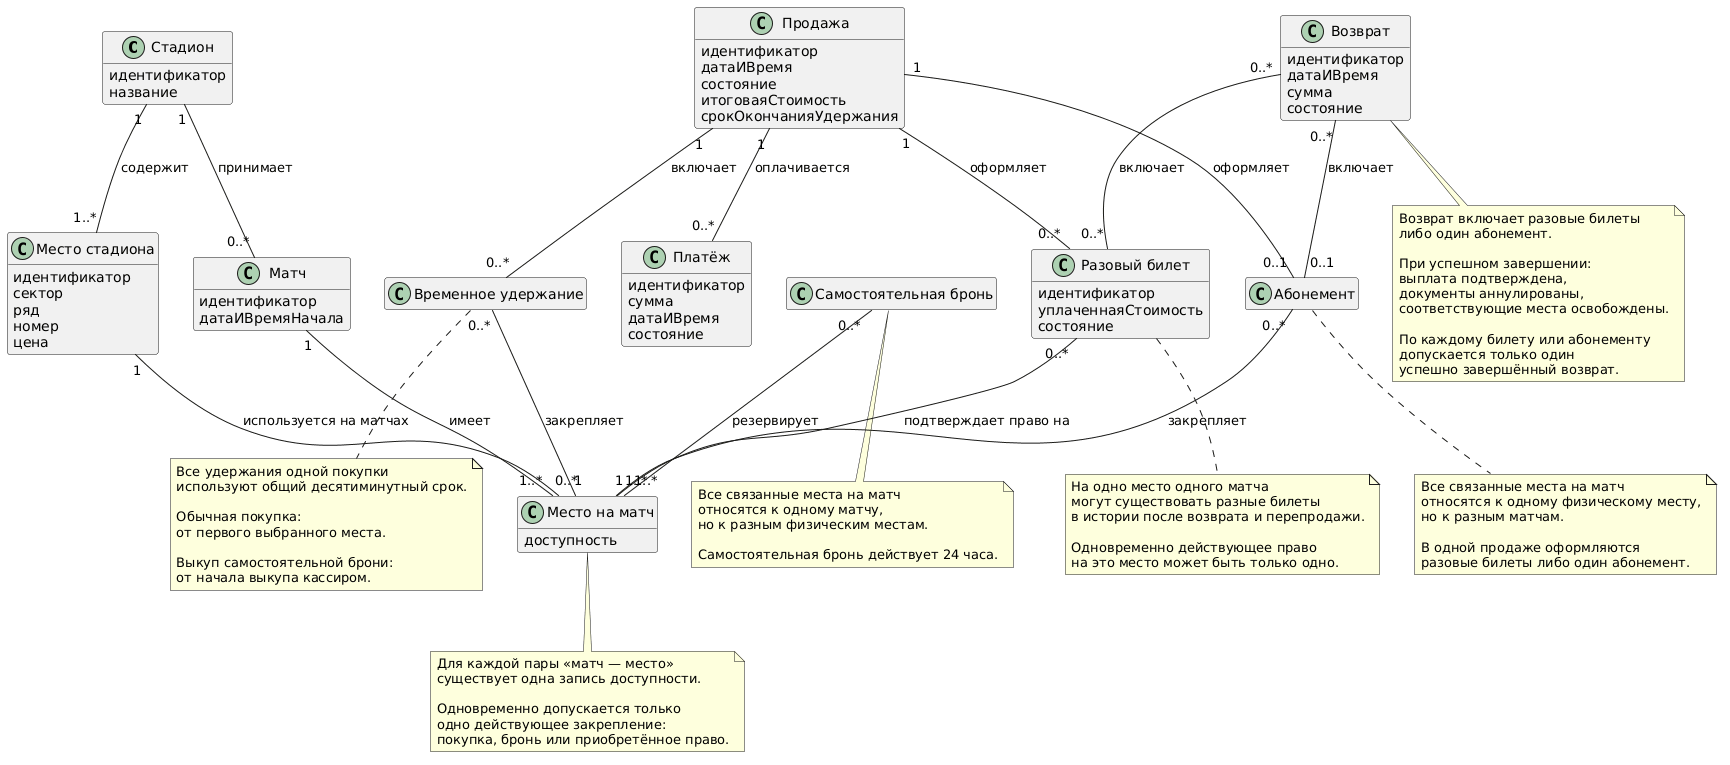 C Стадион
идентификатор
название
C Продажа
идентификатор
датаИВремя
состояние
итоговаяСтоимость
срокОкончанияУдержания
C Возврат
идентификатор
датаИВремя
сумма
состояние
1
1
1
1
1
1
0..*
0..*
содержит
принимает
включает
оплачивается
оформляет
включает
оформляет
включает
1..*
0..*
0..*
0..*
0..*
0..*
0..1
0..1
C Место стадиона
идентификатор
сектор
ряд
номер
цена
C Матч
идентификатор
датаИВремяНачала
C Временное удержание
C Платёж
идентификатор
сумма
датаИВремя
состояние
C Самостоятельная бронь
C Разовый билет
идентификатор
уплаченнаяСтоимость
состояние
C Абонемент
Возврат включает разовые билеты
либо один абонемент.
При успешном завершении:
выплата подтверждена,
документы аннулированы,
соответствующие места освобождены.
По каждому билету или абонементу
допускается только один
успешно завершённый возврат.
1
1
0..*
0..*
0..*
0..*
используется на матчах
имеет
закрепляет
резервирует
подтверждает право на
закрепляет
1..*
0..*
1
1
1..*
Все удержания одной покупки
используют общий десятиминутный срок.
Обычная покупка:
от первого выбранного места.
Выкуп самостоятельной брони:
от начала выкупа кассиром.
C Место на матч
доступность
Все связанные места на матч
относятся к одному матчу,
но к разным физическим местам.
Самостоятельная бронь действует 24 часа.
На одно место одного матча
могут существовать разные билеты
в истории после возврата и перепродажи.
Одновременно действующее право
на это место может быть только одно.
Все связанные места на матч
относятся к одному физическому месту,
но к разным матчам.
В одной продаже оформляются
разовые билеты либо один абонемент.
Для каждой пары «матч — место»
существует одна запись доступности.
Одновременно допускается только
одно действующее закрепление:
покупка, бронь или приобретённое право.